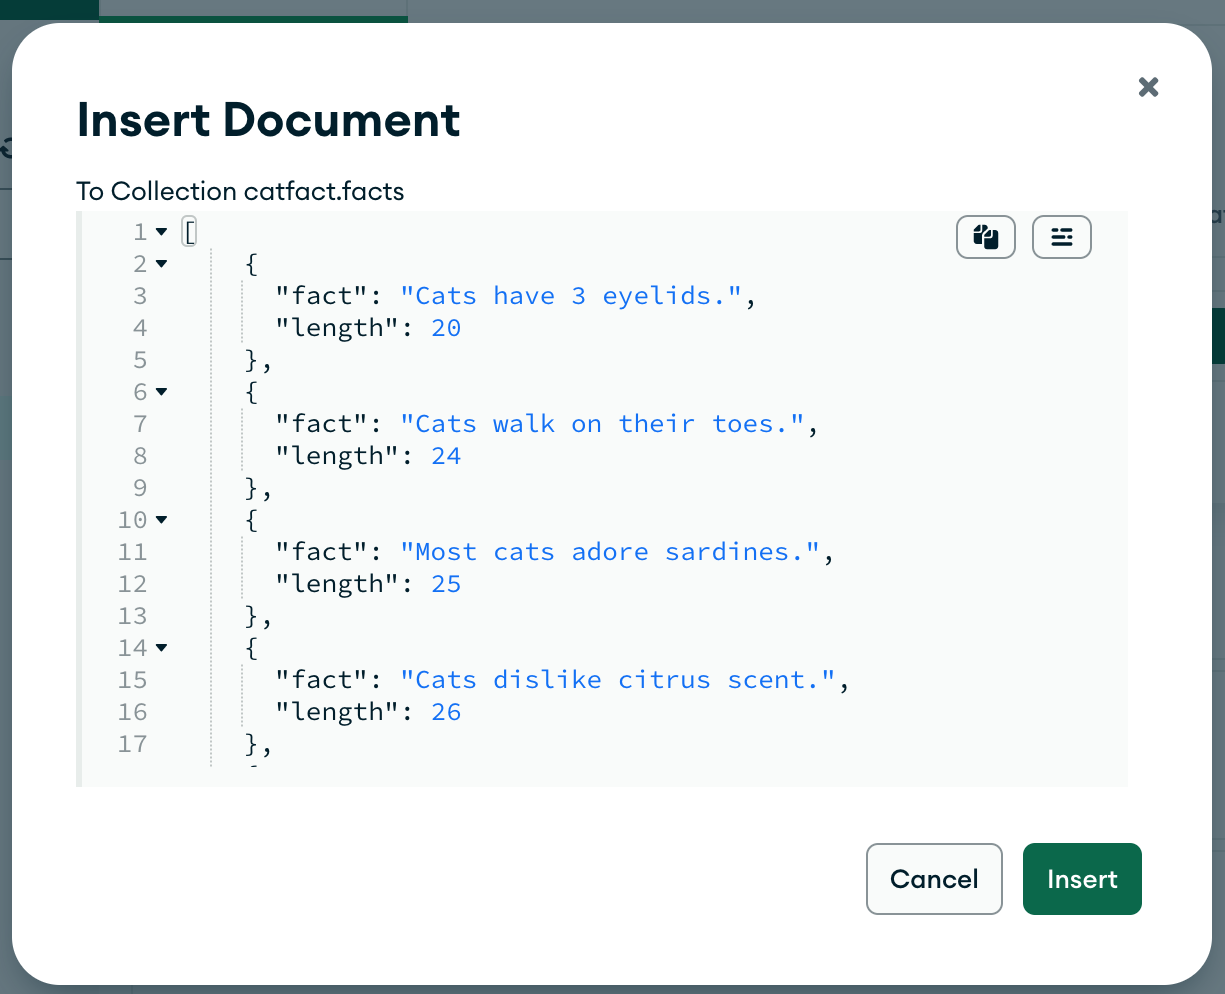 Insert Document
To Collection catfact.facts
1 [
2 {
3 "fact": "Cats have 3 eyelids.",
4 "length": 20
5 },
6 {
7 "fact": "Cats walk on their toes.",
8 "length": 24
9 },
10 {
11 "fact": "Most cats adore sardines.",
12 "length": 25
13 },
14 {
15 "fact": "Cats dislike citrus scent.",
16 "length": 26
17 },
Cancel Insert